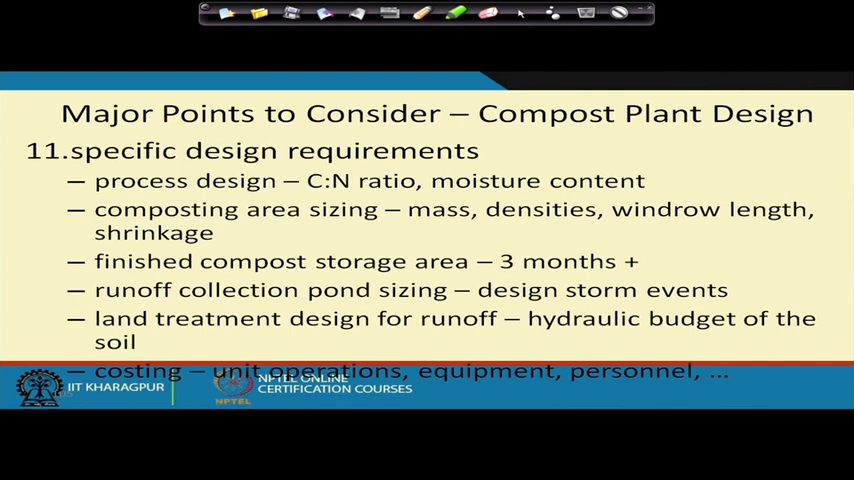 Major Points to Consider – Compost Plant Design
11.specific design requirements
– process design – C:N ratio, moisture content
– composting area sizing – mass, densities, windrow length,
shrinkage
– finished compost storage area – 3 months +
– runoff collection pond sizing – design storm events
– land treatment design for runoff – hydraulic budget of the
soil
– costing – unit operations, equipment, personnel, ...
IIT KHARAGPUR
NPTEL
NPTEL ONLINE
CERTIFICATION COURSES